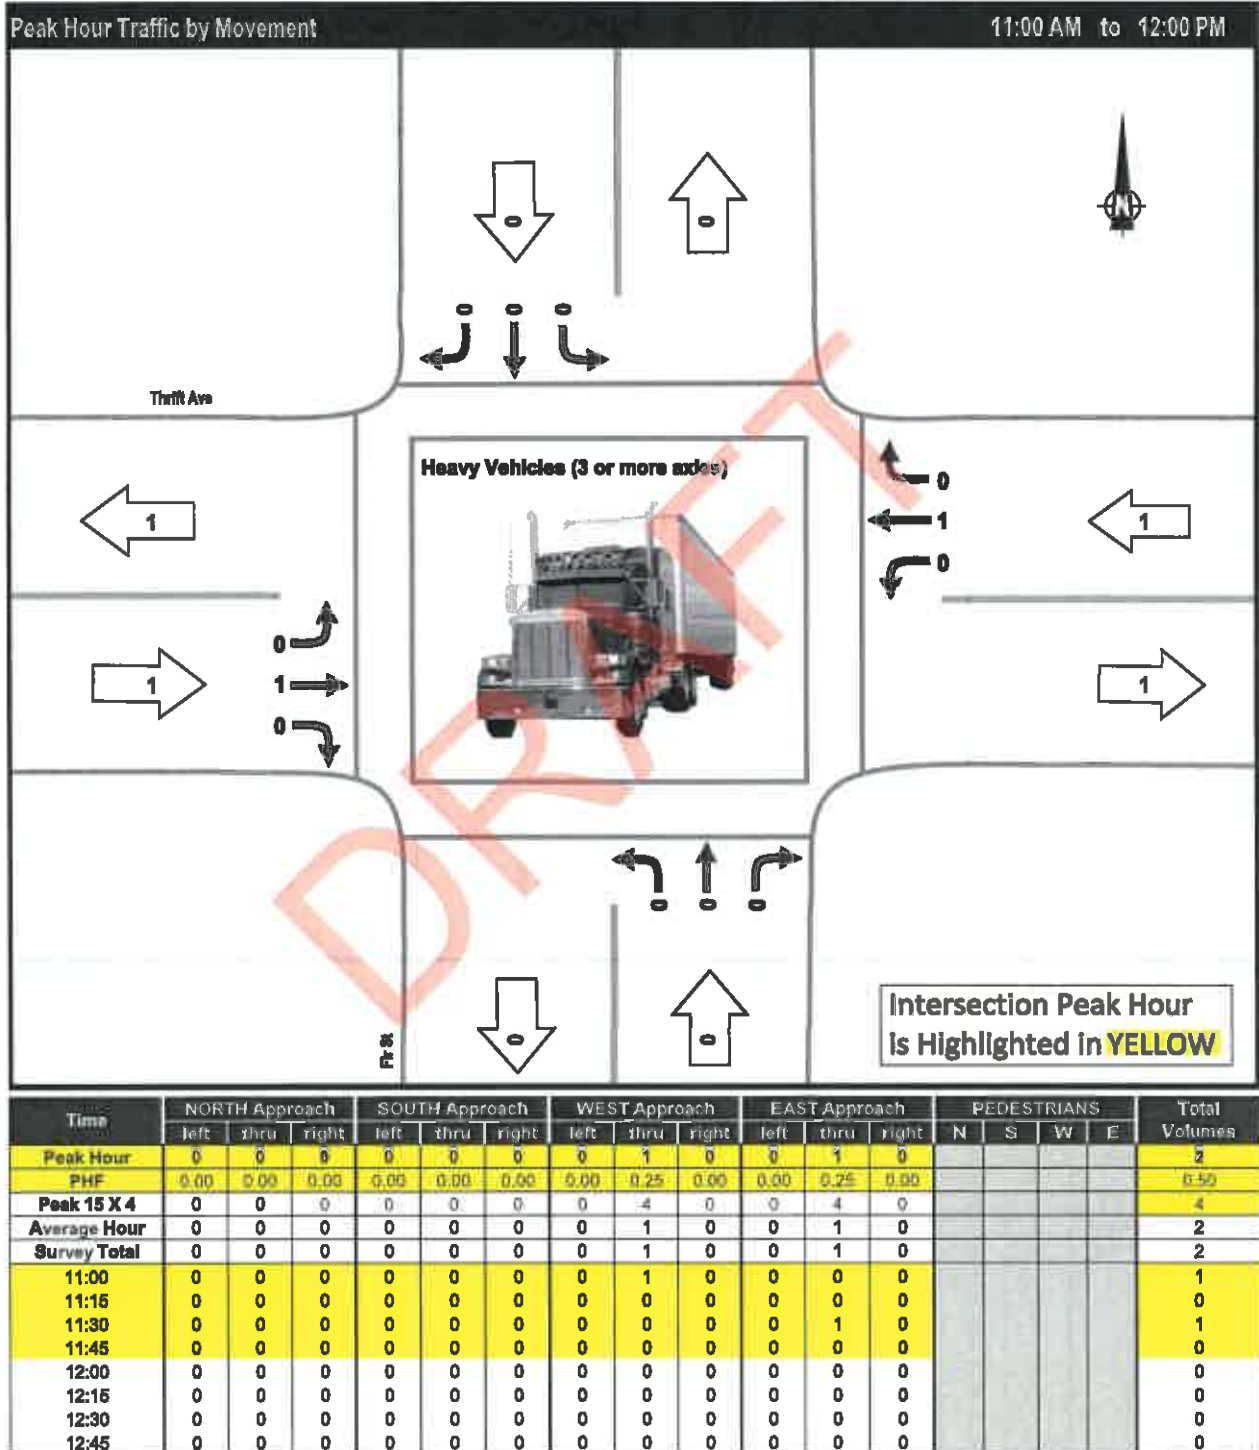 Peak Hour Traffic by Movement 11:00 AM to 12:00 PM
0 0
0 0 0
Thrift Ave
Heavy Vehicles (3 or more axles)
0
1 1 1
0
0
1 1 1
0
DRAFT
0 0 0
Fir St
0 0
Intersection Peak Hour
is Highlighted in YELLOW
Time NORTH Approach SOUTH Approach WEST Approach EAST Approach PEDESTRIANS Total
left thru right left thru right left thru right left thru right N S W E Volumes
Peak Hour 0 0 0 0 0 0 0 1 0 0 1 0 2
PHF 0.00 0.00 0.00 0.00 0.00 0.00 0.00 0.25 0.00 0.00 0.25 0.00 0.50
Peak 15 X 4 0 0 0 0 0 0 0 4 0 0 4 0 4
Average Hour 0 0 0 0 0 0 0 1 0 0 1 0 2
Survey Total 0 0 0 0 0 0 0 1 0 0 1 0 2
11:00 0 0 0 0 0 0 0 1 0 0 0 0 1
11:15 0 0 0 0 0 0 0 0 0 0 0 0 0
11:30 0 0 0 0 0 0 0 0 0 0 1 0 1
11:45 0 0 0 0 0 0 0 0 0 0 0 0 0
12:00 0 0 0 0 0 0 0 0 0 0 0 0 0
12:15 0 0 0 0 0 0 0 0 0 0 0 0 0
12:30 0 0 0 0 0 0 0 0 0 0 0 0 0
12:45 0 0 0 0 0 0 0 0 0 0 0 0 0